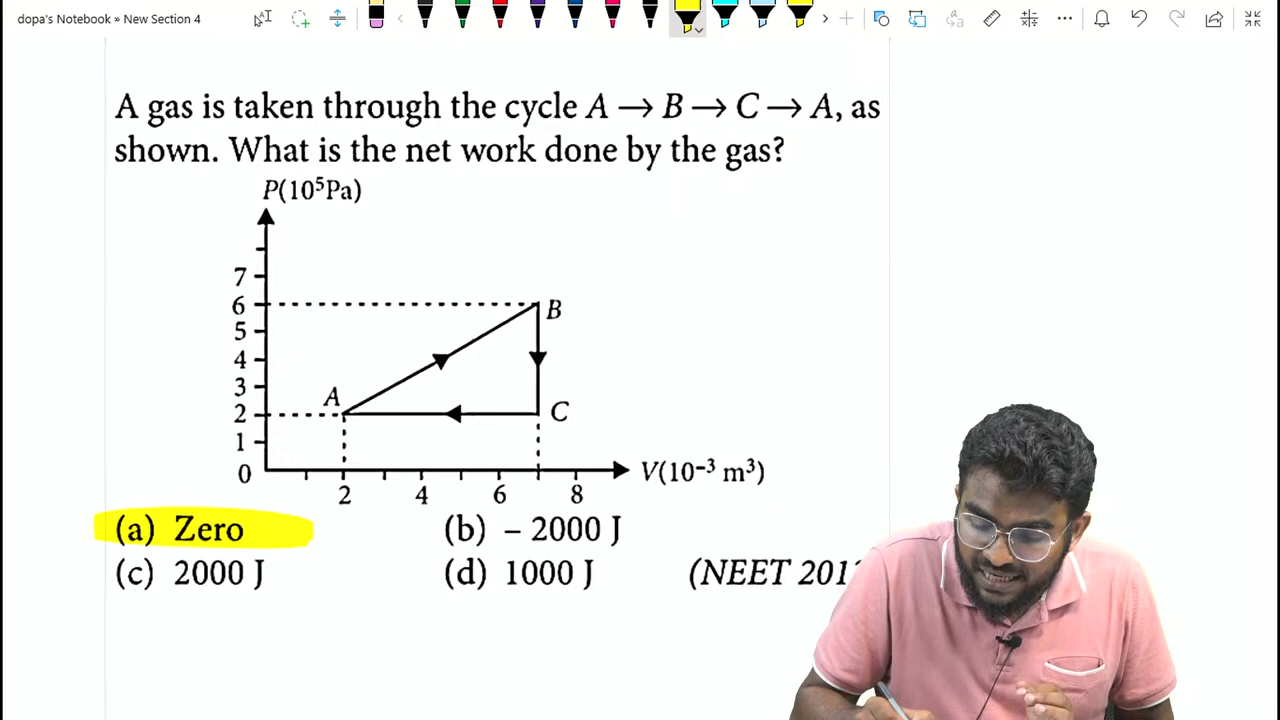 dopa's Notebook » New Section 4
A gas is taken through the cycle A → B → C → A, as
shown. What is the net work done by the gas?
P(10⁵Pa)
7
6
B
5
4
3
A
2
C
1
0
V(10⁻³ m³)
2 4 6 8
(a) Zero (b) – 2000 J
(c) 2000 J (d) 1000 J (NEET 201